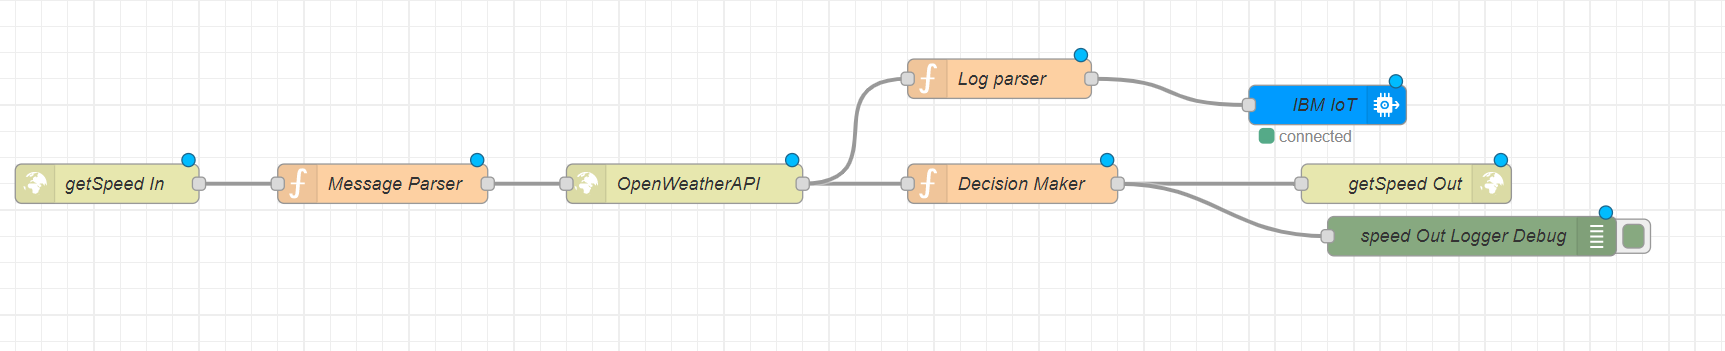 Log parser
IBM IoT
connected
getSpeed In
Message Parser
OpenWeatherAPI
Decision Maker
getSpeed Out
speed Out Logger Debug